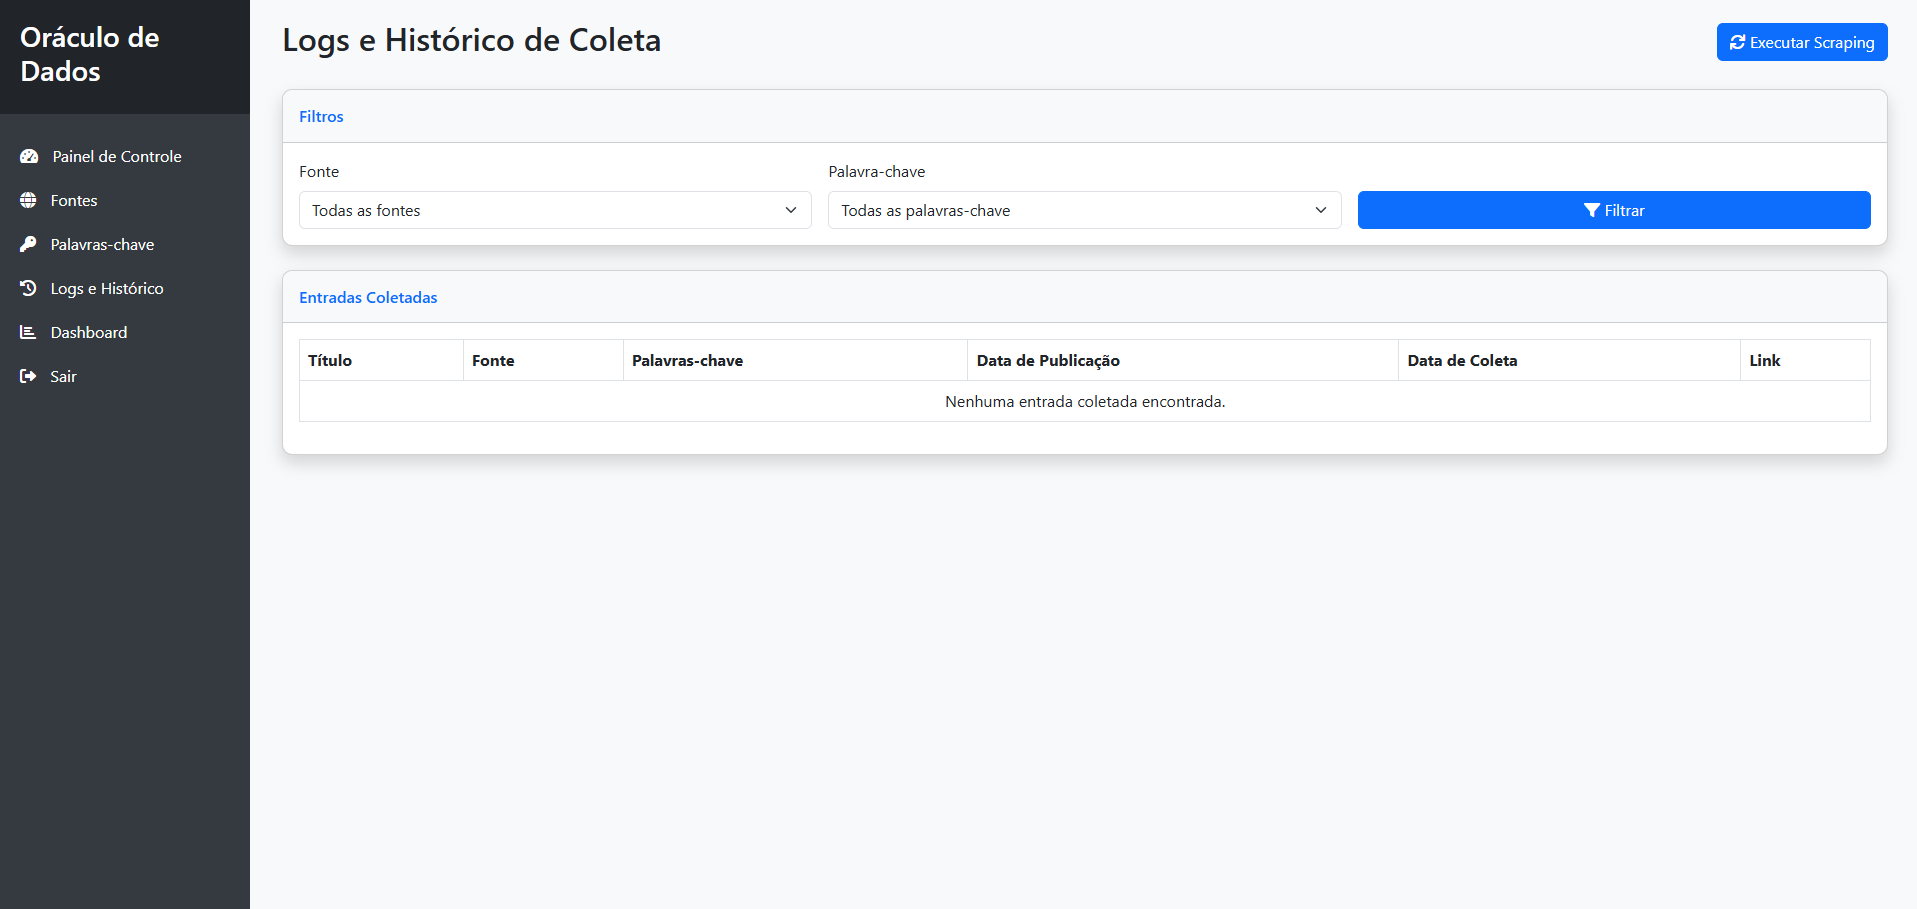 Oráculo de
Dados
Painel de Controle
Fontes
Palavras-chave
Logs e Histórico
Dashboard
Sair
Logs e Histórico de Coleta
Executar Scraping
Filtros
Fonte
Palavra-chave
Todas as fontes
Todas as palavras-chave
Filtrar
Entradas Coletadas
Título Fonte Palavras-chave Data de Publicação Data de Coleta Link
Nenhuma entrada coletada encontrada.